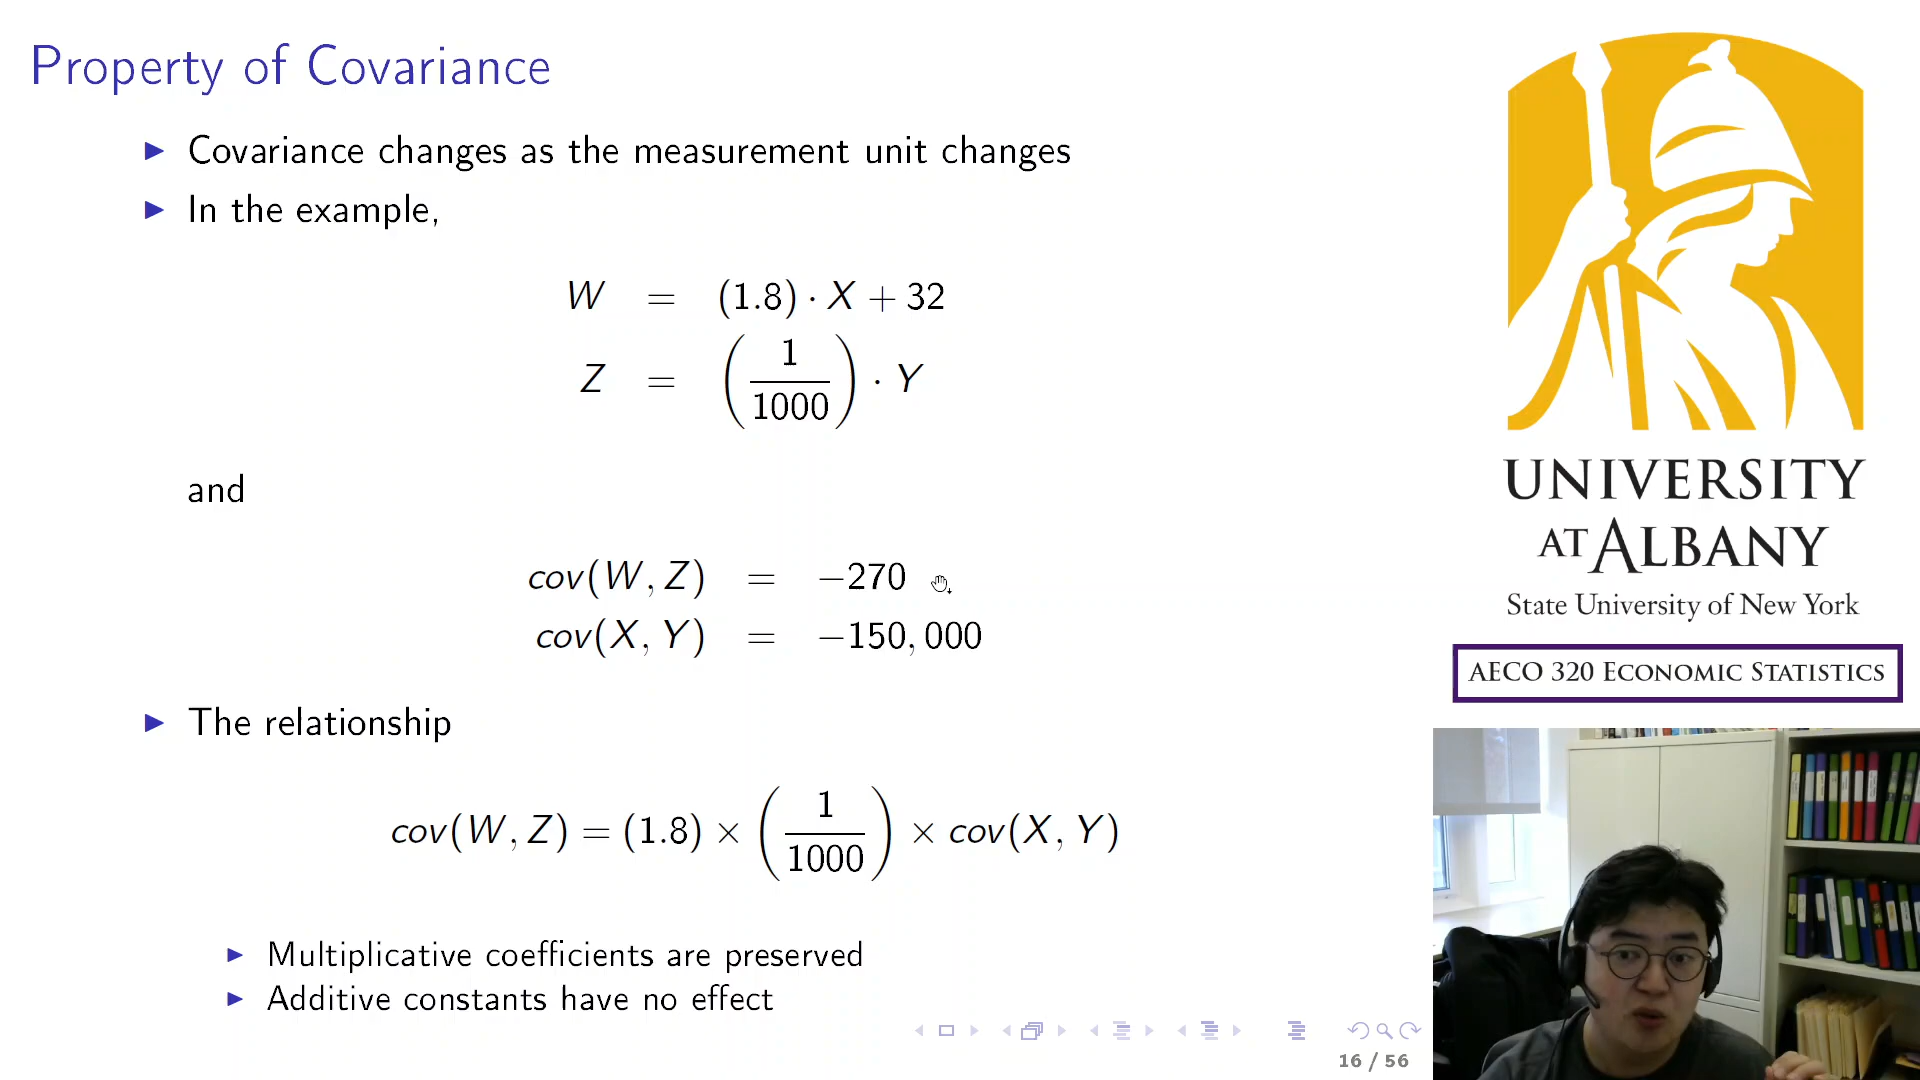 Property of Covariance
▶ Covariance changes as the measurement unit changes
▶ In the example,
W = (1.8) · X + 32
Z = (1/1000) · Y
and
cov(W, Z) = −270
cov(X, Y) = −150, 000
▶ The relationship
cov(W, Z) = (1.8) × (1/1000) × cov(X, Y)
▶ Multiplicative coefficients are preserved
▶ Additive constants have no effect
16 / 56
UNIVERSITY
AT ALBANY
State University of New York
AECO 320 ECONOMIC STATISTICS